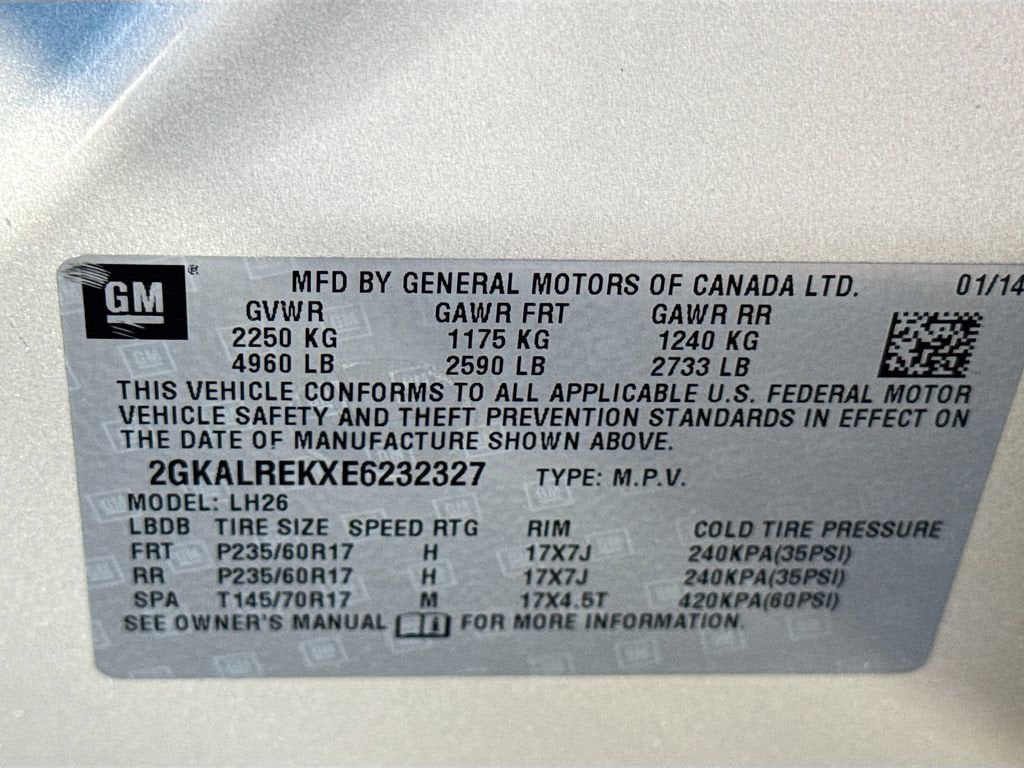 GM ®
MFD BY GENERAL MOTORS OF CANADA LTD. 01/14
GVWR GAWR FRT GAWR RR
2250 KG 1175 KG 1240 KG
4960 LB 2590 LB 2733 LB
THIS VEHICLE CONFORMS TO ALL APPLICABLE U.S. FEDERAL MOTOR
VEHICLE SAFETY AND THEFT PREVENTION STANDARDS IN EFFECT ON
THE DATE OF MANUFACTURE SHOWN ABOVE.
2GKALREKXE6232327 TYPE: M.P.V.
MODEL: LH26
LBDB TIRE SIZE SPEED RTG RIM COLD TIRE PRESSURE
FRT P235/60R17 H 17X7J 240KPA(35PSI)
RR P235/60R17 H 17X7J 240KPA(35PSI)
SPA T145/70R17 M 17X4.5T 420KPA(60PSI)
SEE OWNER'S MANUAL i FOR MORE INFORMATION.